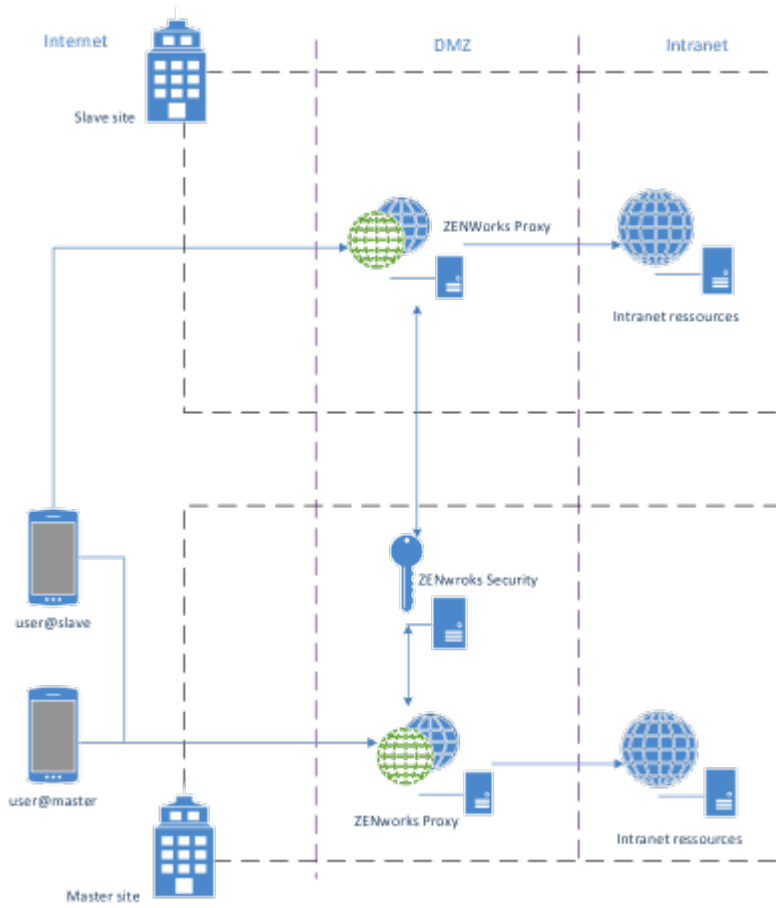 Internet
DMZ
Intranet
Slave site
ZENWorks Proxy
Intranet ressources
ZENwroks Security
user@slave
user@master
ZENworks Proxy
Intranet ressources
Master site